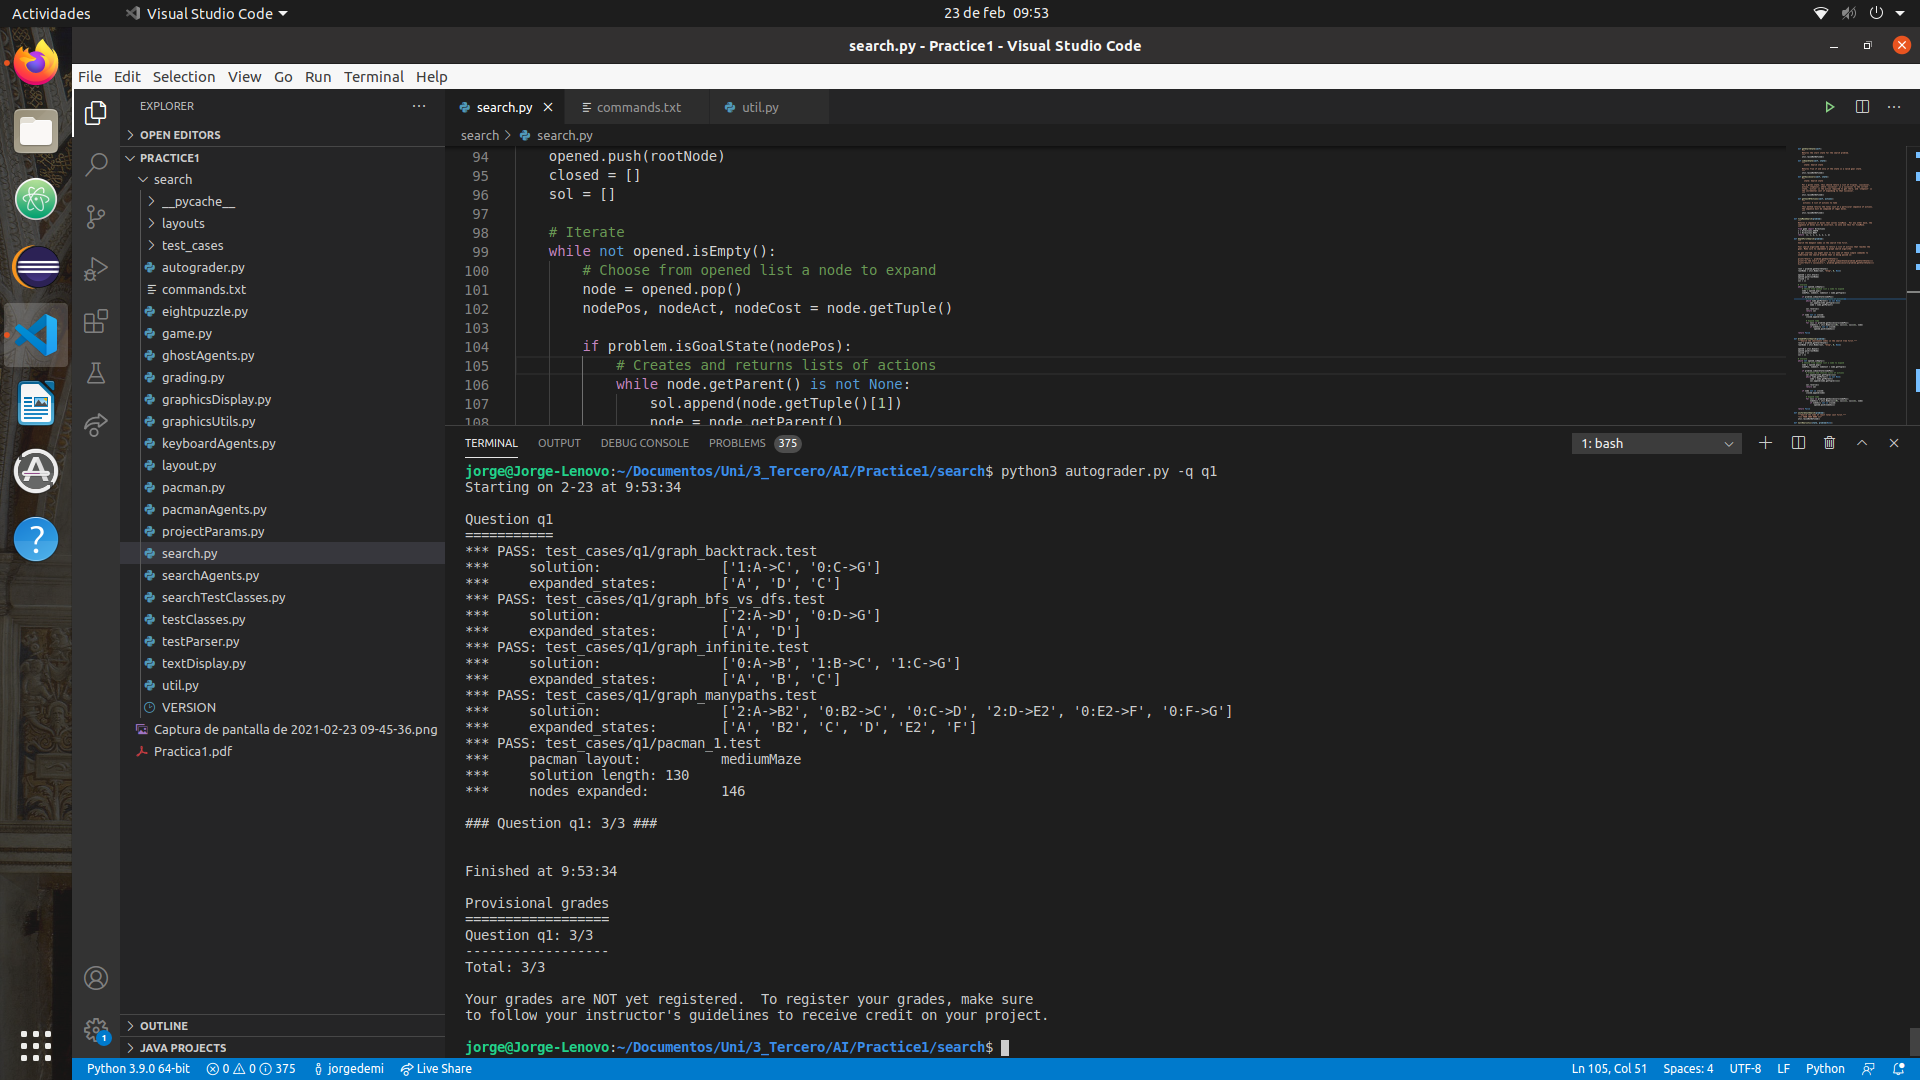 Actividades
Visual Studio Code
23 de feb 09:53
search.py - Practice1 - Visual Studio Code
File Edit Selection View Go Run Terminal Help
EXPLORER
OPEN EDITORS
PRACTICE1
search
__pycache__
layouts
test_cases
autograder.py
commands.txt
eightpuzzle.py
game.py
ghostAgents.py
grading.py
graphicsDisplay.py
graphicsUtils.py
keyboardAgents.py
layout.py
pacman.py
pacmanAgents.py
projectParams.py
search.py
searchAgents.py
searchTestClasses.py
testClasses.py
testParser.py
textDisplay.py
util.py
VERSION
Captura de pantalla de 2021-02-23 09-45-36.png
Practica1.pdf
OUTLINE
JAVA PROJECTS
search.py commands.txt util.py
search > search.py
94 opened.push(rootNode)
95 closed = []
96 sol = []
97
98 # Iterate
99 while not opened.isEmpty():
100 # Choose from opened list a node to expand
101 node = opened.pop()
102 nodePos, nodeAct, nodeCost = node.getTuple()
103
104 if problem.isGoalState(nodePos):
105 # Creates and returns lists of actions
106 while node.getParent() is not None:
107 sol.append(node.getTuple()[1])
108 node = node.getParent()
TERMINAL OUTPUT DEBUG CONSOLE PROBLEMS 375
1: bash
jorge@Jorge-Lenovo:~/Documentos/Uni/3_Tercero/AI/Practice1/search$ python3 autograder.py -q q1
Starting on 2-23 at 9:53:34
Question q1
===========
*** PASS: test_cases/q1/graph_backtrack.test
*** solution: ['1:A->C', '0:C->G']
*** expanded_states: ['A', 'D', 'C']
*** PASS: test_cases/q1/graph_bfs_vs_dfs.test
*** solution: ['2:A->D', '0:D->G']
*** expanded_states: ['A', 'D']
*** PASS: test_cases/q1/graph_infinite.test
*** solution: ['0:A->B', '1:B->C', '1:C->G']
*** expanded_states: ['A', 'B', 'C']
*** PASS: test_cases/q1/graph_manypaths.test
*** solution: ['2:A->B2', '0:B2->C', '0:C->D', '2:D->E2', '0:E2->F', '0:F->G']
*** expanded_states: ['A', 'B2', 'C', 'D', 'E2', 'F']
*** PASS: test_cases/q1/pacman_1.test
*** pacman layout: mediumMaze
*** solution length: 130
*** nodes expanded: 146
### Question q1: 3/3 ###
Finished at 9:53:34
Provisional grades
==================
Question q1: 3/3
------------------
Total: 3/3
Your grades are NOT yet registered. To register your grades, make sure
to follow your instructor's guidelines to receive credit on your project.
jorge@Jorge-Lenovo:~/Documentos/Uni/3_Tercero/AI/Practice1/search$
1
Python 3.9.0 64-bit 0 0 375 jorgedemi Live Share
Ln 105, Col 51 Spaces: 4 UTF-8 LF Python